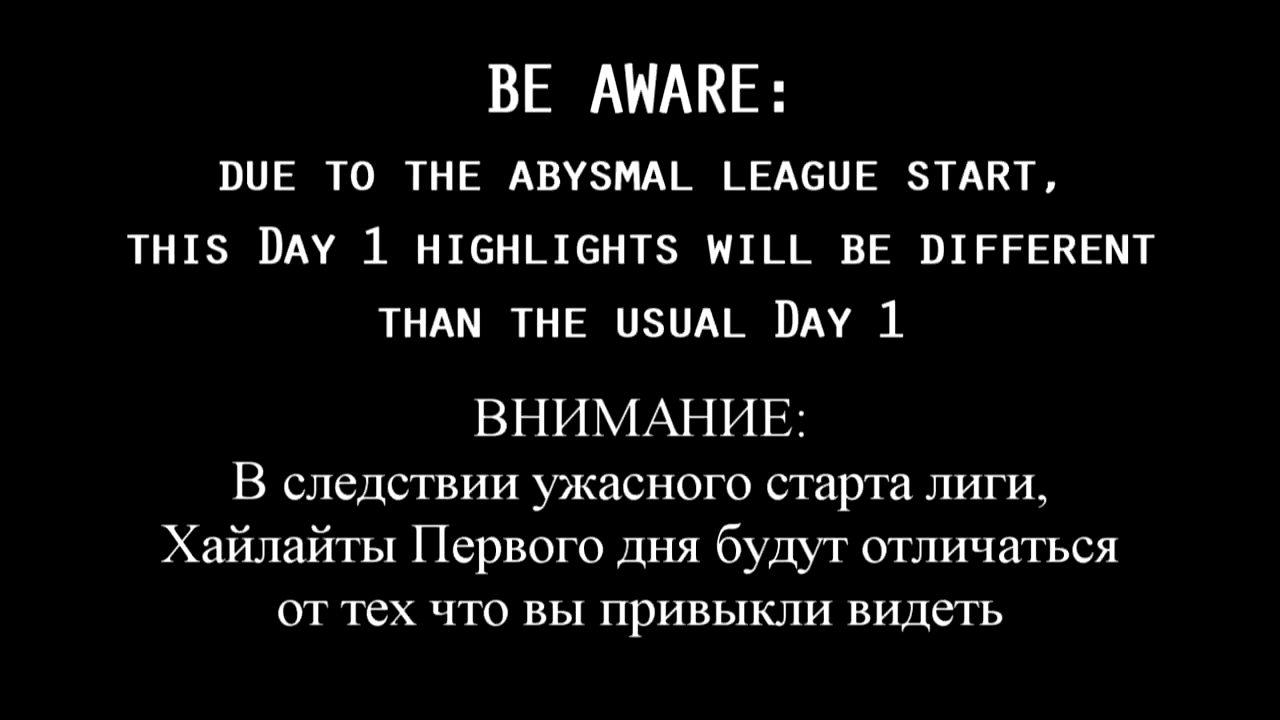 BE AWARE:
DUE TO THE ABYSMAL LEAGUE START,
THIS DAY 1 HIGHLIGHTS WILL BE DIFFERENT
THAN THE USUAL DAY 1
ВНИМАНИЕ:
В следствии ужасного старта лиги,
Хайлайты Первого дня будут отличаться
от тех что вы привыкли видеть